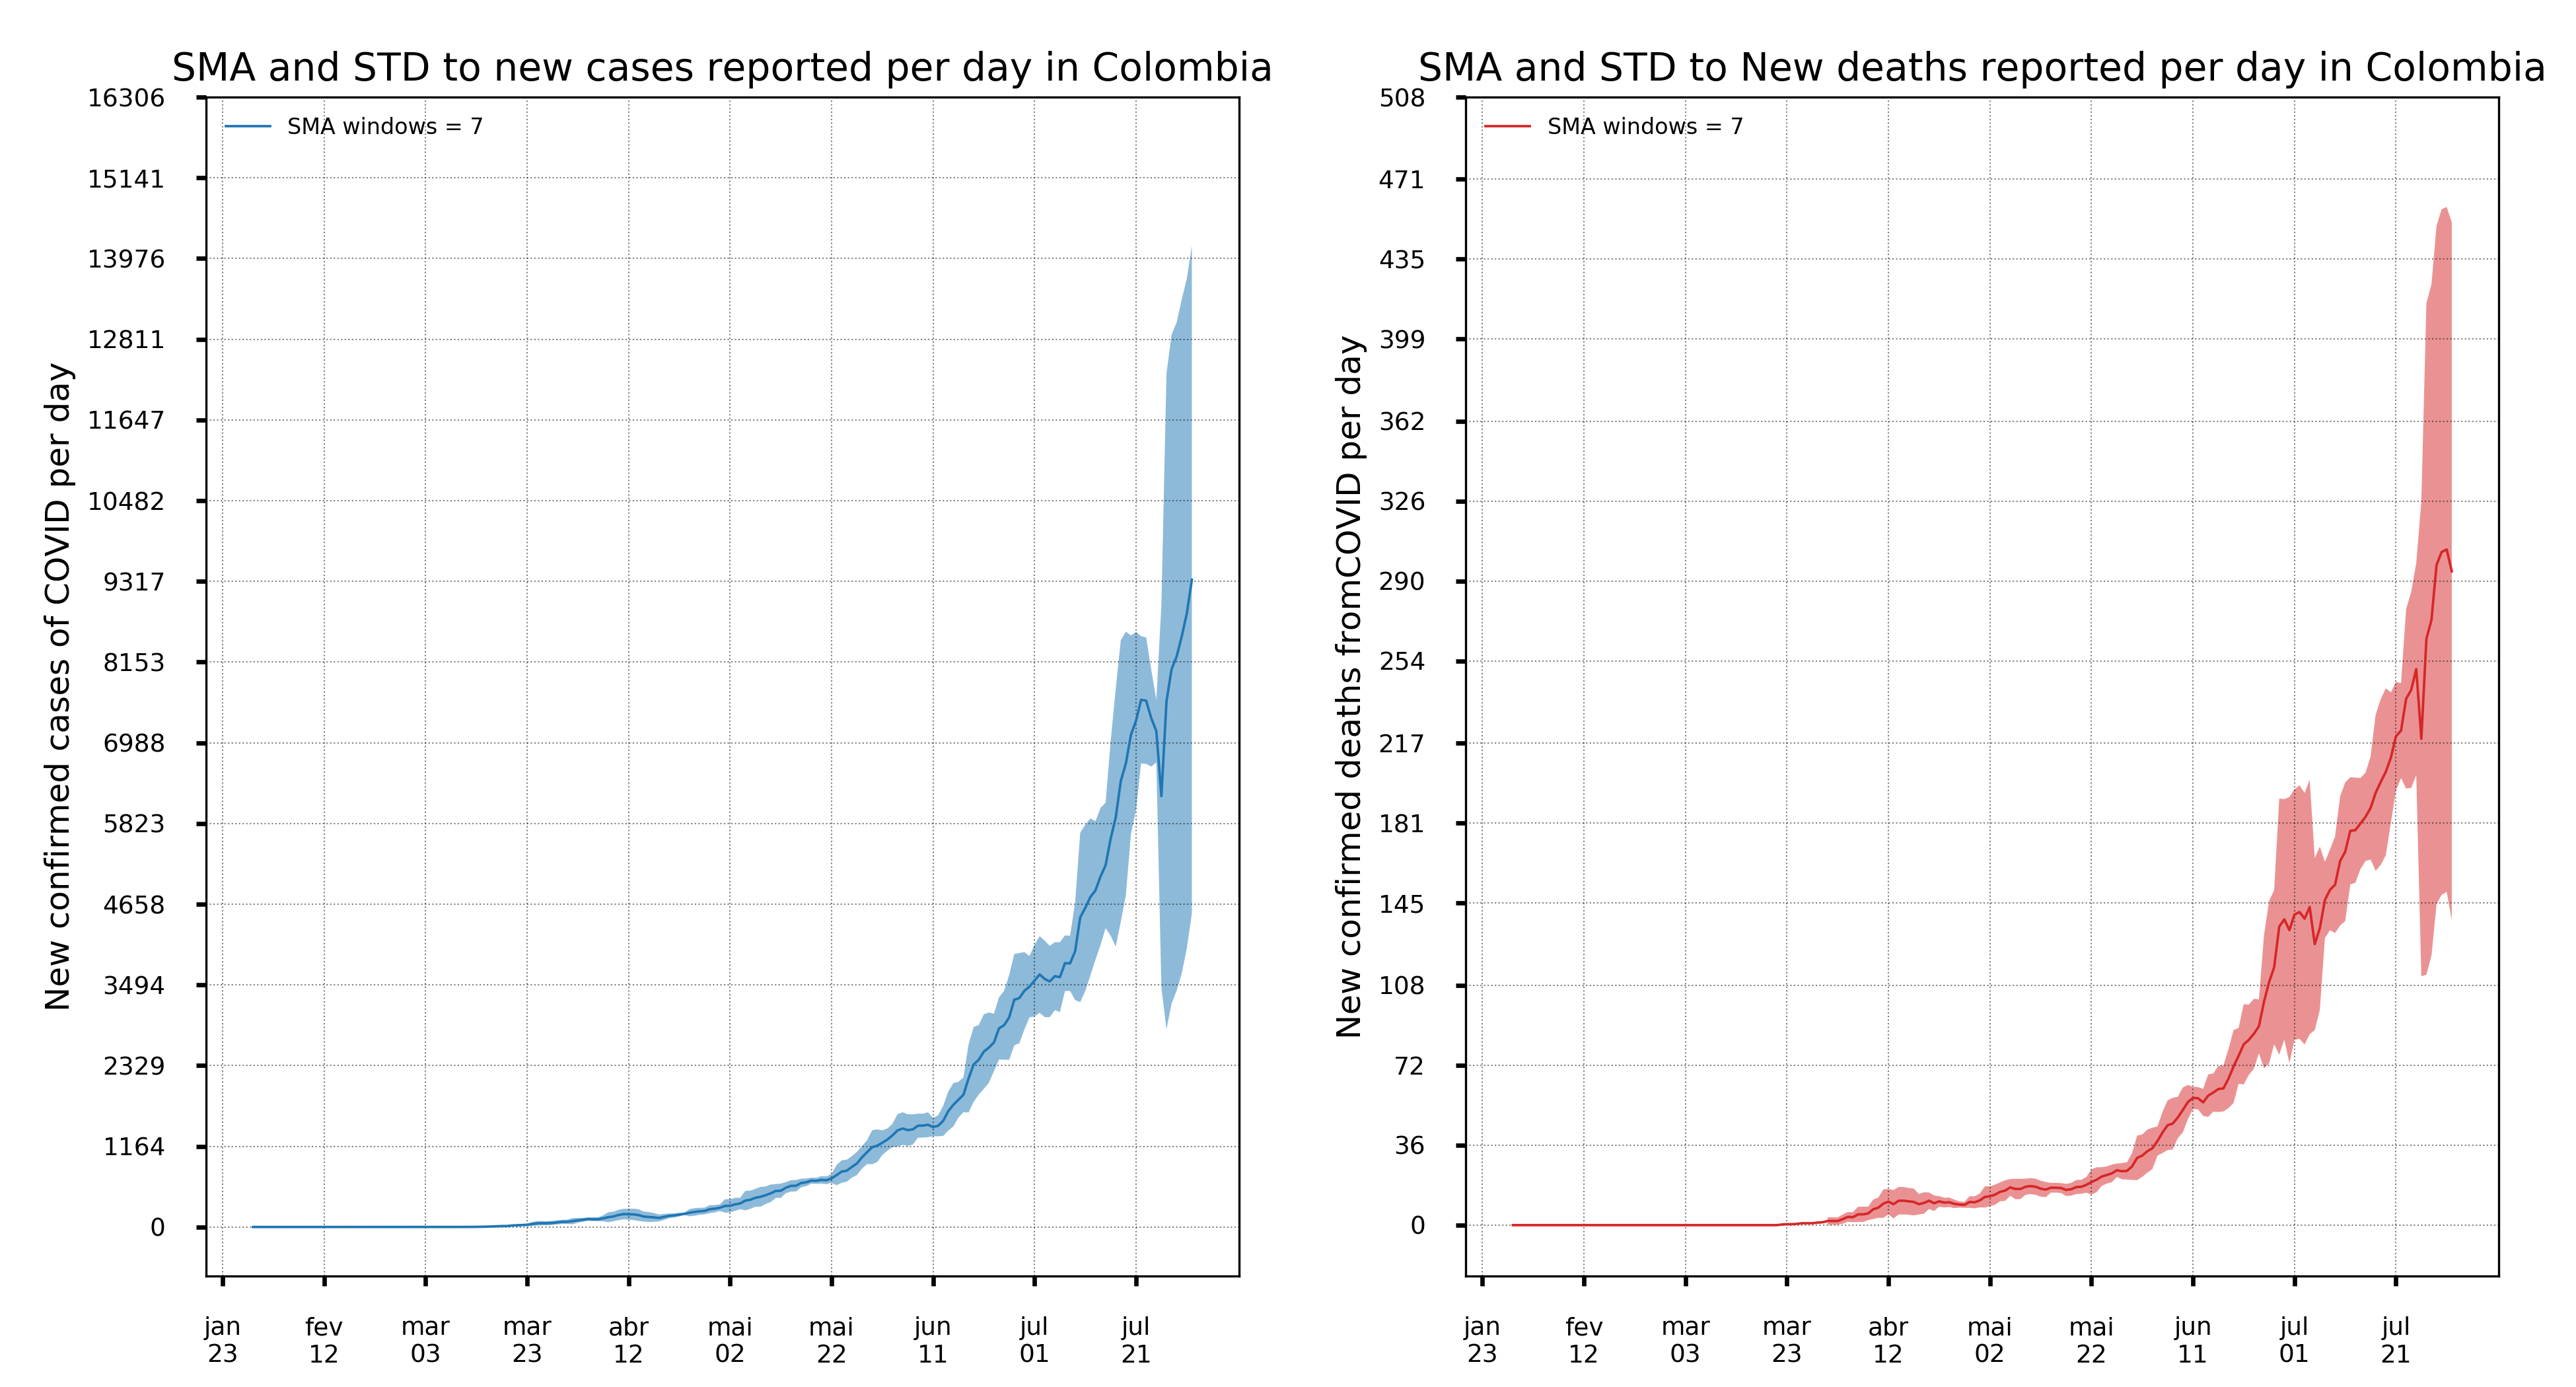 SMA and STD to new cases reported per day in Colombia
16306
15141
13976
12811
11647
10482
9317
8153
6988
5823
4658
3494
2329
1164
0
New confirmed cases of COVID per day
SMA windows = 7
jan
23
fev
12
mar
03
mar
23
abr
12
mai
02
mai
22
jun
11
jul
01
jul
21
SMA and STD to New deaths reported per day in Colombia
508
471
435
399
362
326
290
254
217
181
145
108
72
36
0
New confirmed deaths fromCOVID per day
SMA windows = 7
jan
23
fev
12
mar
03
mar
23
abr
12
mai
02
mai
22
jun
11
jul
01
jul
21